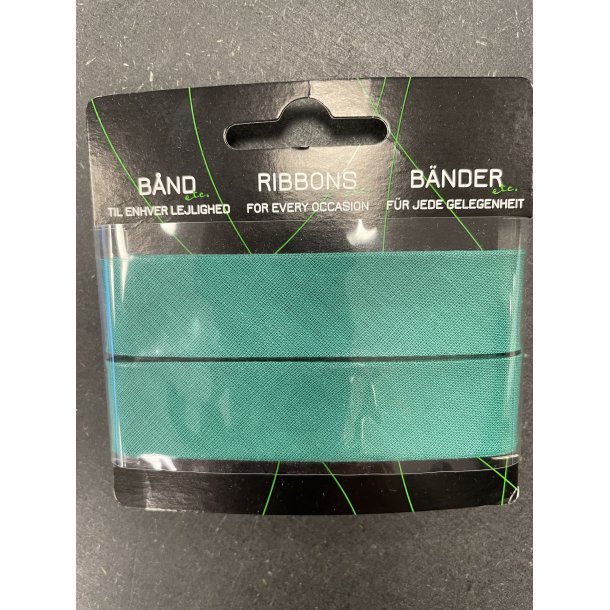 BÅND etc.
TIL ENHVER LEJLIGHED
RIBBONS
FOR EVERY OCCASION
BÄNDER etc.
FÜR JEDE GELEGENHEIT